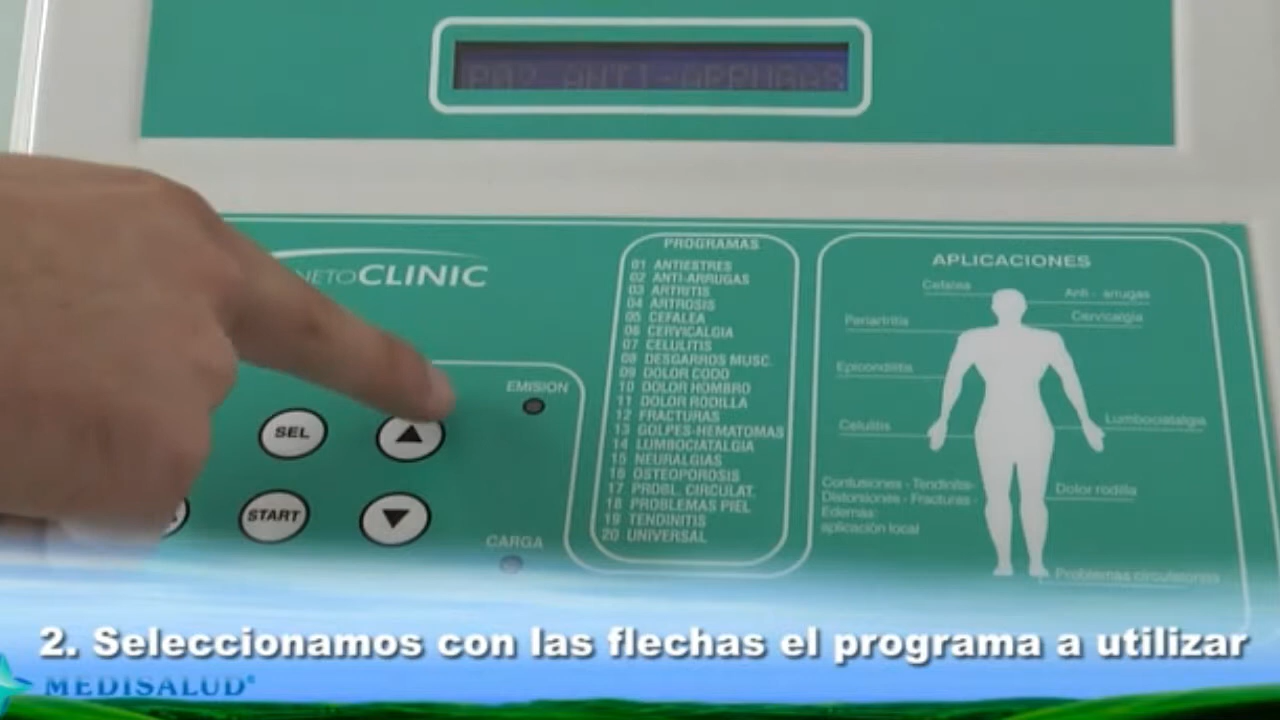 P02 ANTI-ARRUGAS
NETOCLINIC
SEL
START
EMISION
CARGA
PROGRAMAS
01 ANTIESTRES
02 ANTI-ARRUGAS
03 ARTRITIS
04 ARTROSIS
05 CEFALEA
06 CERVICALGIA
07 CELULITIS
08 DESGARROS MUSC.
09 DOLOR CODO
10 DOLOR HOMBRO
11 DOLOR RODILLA
12 FRACTURAS
13 GOLPES-HEMATOMAS
14 LUMBOCIATALGIA
15 NEURALGIAS
16 OSTEOPOROSIS
17 PROBL. CIRCULAT.
18 PROBLEMAS PIEL
19 TENDINITIS
20 UNIVERSAL
APLICACIONES
Cefalea
Anti - arrugas
Periartritis
Cervicalgia
Epicondilitis
Celulitis
Lumbociatalgia
Contusiones - Tendinitis-
Distorsiones - Fracturas -
Edemas:
aplicación local
Dolor rodilla
Problemas circulatorios
2. Seleccionamos con las flechas el programa a utilizar
MEDISALUD®